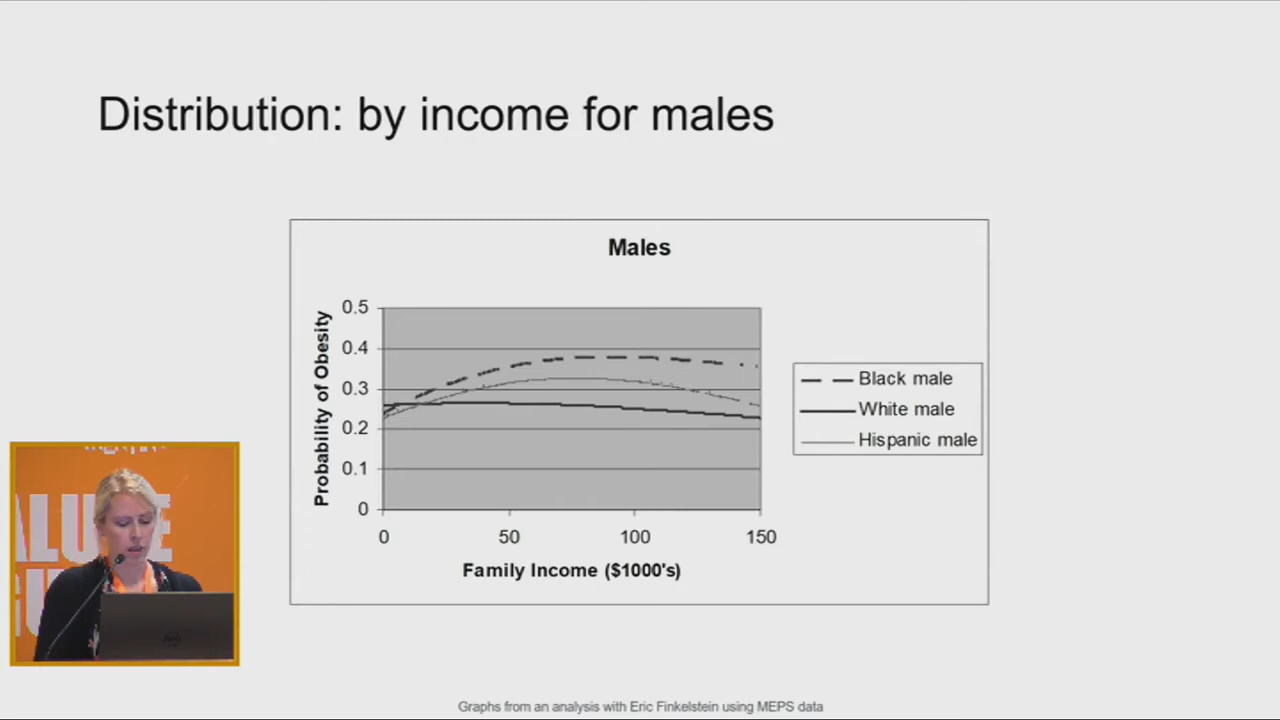 Distribution: by income for males
Males
Probability of Obesity
0.5
0.4
0.3
0.2
0.1
0
0 50 100 150
Family Income ($1000's)
Black male
White male
Hispanic male
Graphs from an analysis with Eric Finkelstein using MEPS data